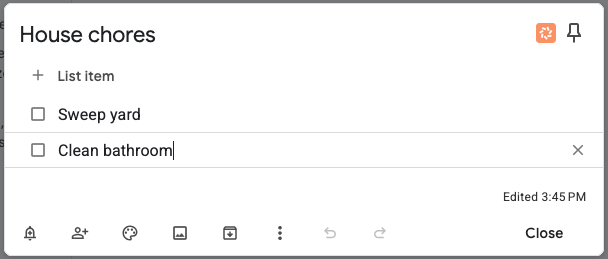 House chores
List item
Sweep yard
Clean bathroom
Edited 3:45 PM
Close